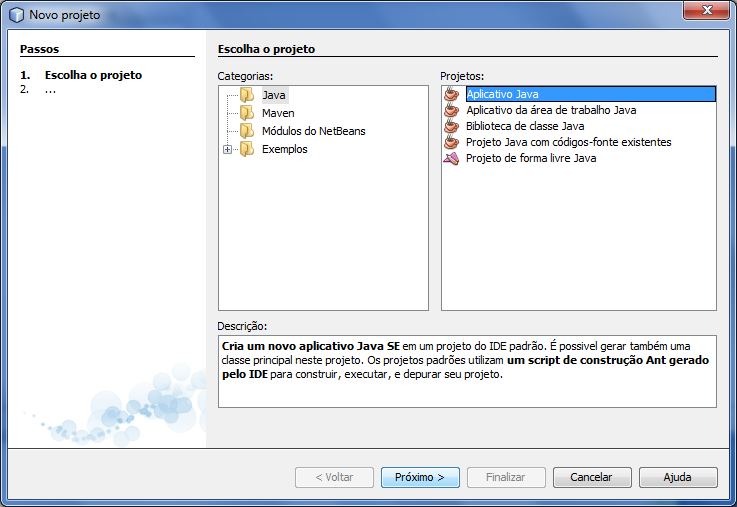 Novo projeto
Passos
1. Escolha o projeto
2. ...
Escolha o projeto
Categorias:
Java
Maven
Módulos do NetBeans
Exemplos
Projetos:
Aplicativo Java
Aplicativo da área de trabalho Java
Biblioteca de classe Java
Projeto Java com códigos-fonte existentes
Projeto de forma livre Java
Descrição:
Cria um novo aplicativo Java SE em um projeto do IDE padrão. É possivel gerar também uma
classe principal neste projeto. Os projetos padrões utilizam um script de construção Ant gerado
pelo IDE para construir, executar, e depurar seu projeto.
< Voltar
Próximo >
Finalizar
Cancelar
Ajuda